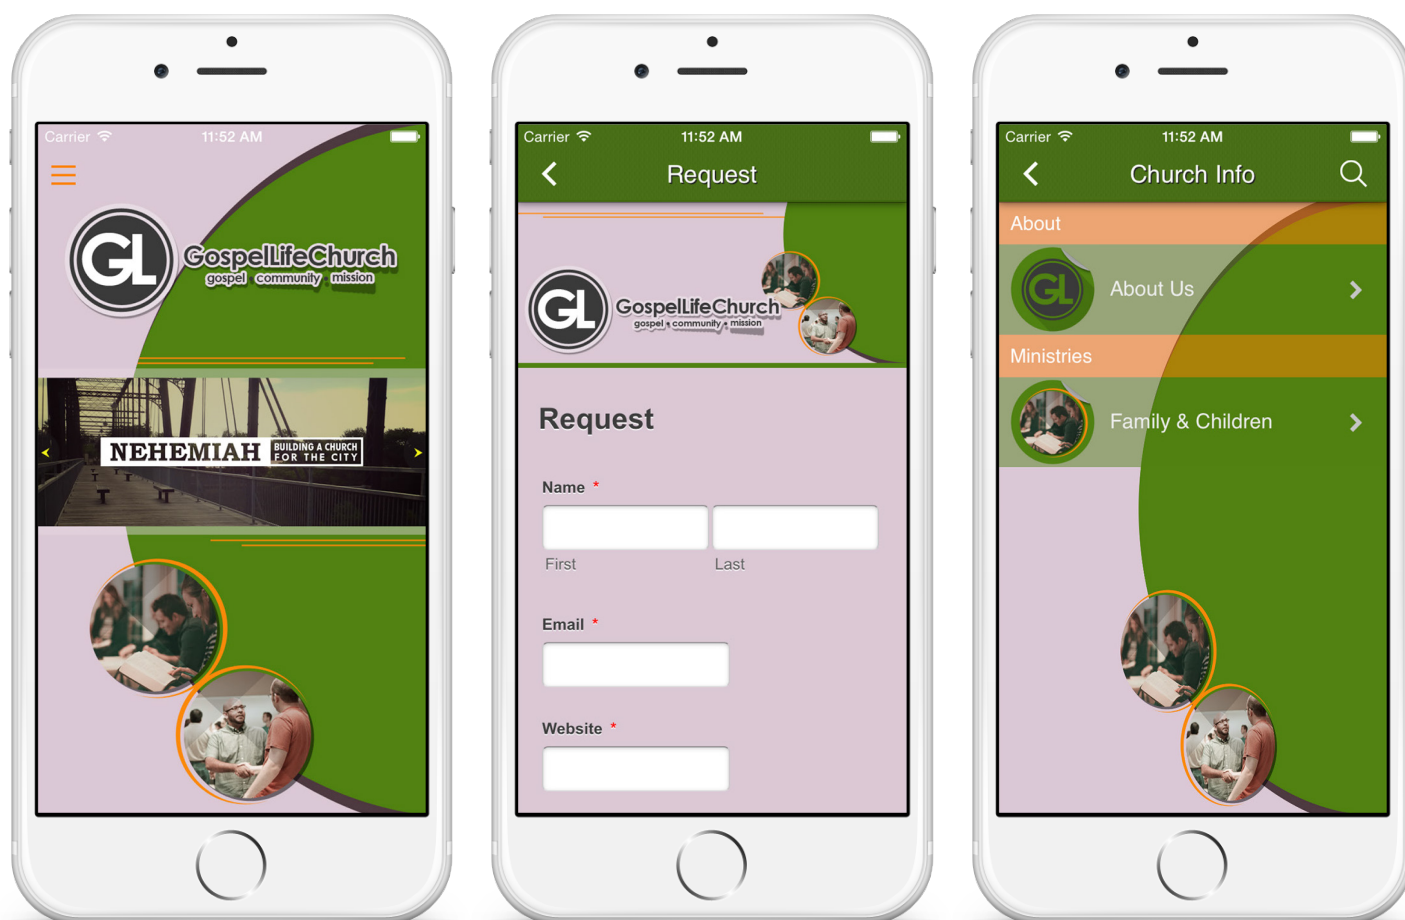 Carrier 11:52 AM
GL GospelLifeChurch
gospel • community • mission
NEHEMIAH BUILDING A CHURCH
FOR THE CITY
Carrier 11:52 AM
Request
GL GospelLifeChurch
gospel • community • mission
Request
Name *
First Last
Email *
Website *
Carrier 11:52 AM
Church Info
About
GL About Us
Ministries
Family & Children